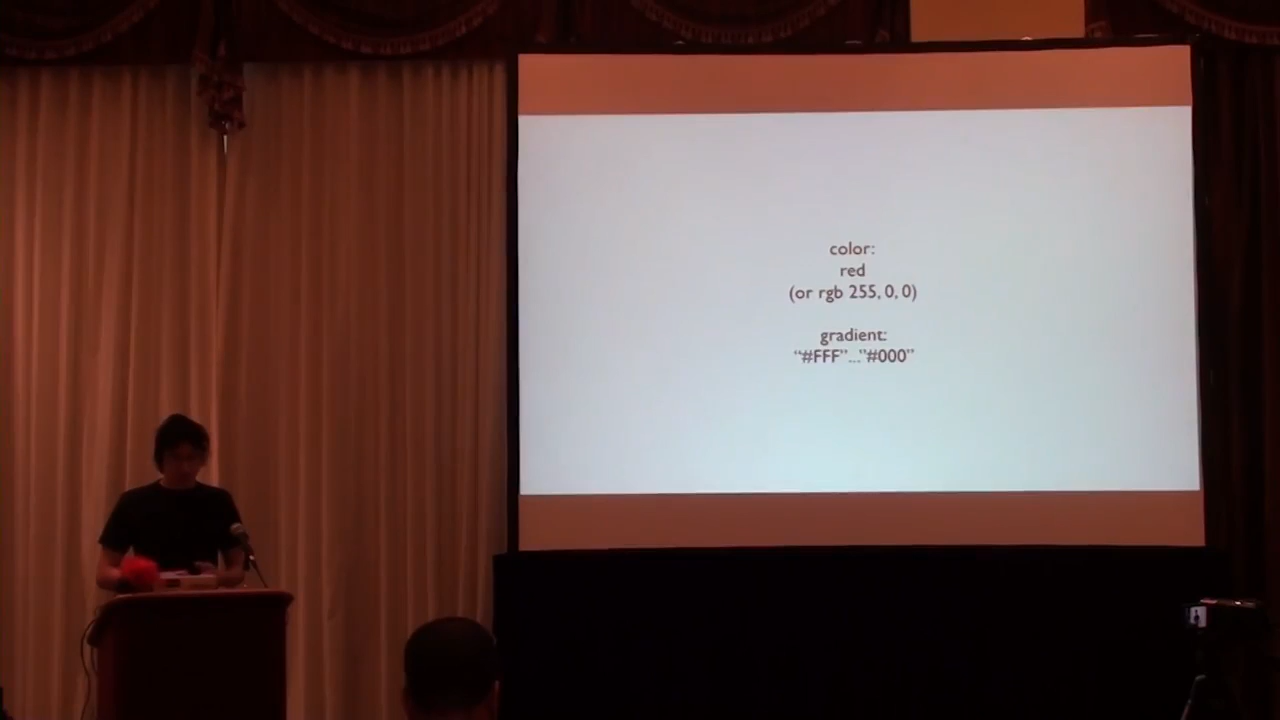 color:
red
(or rgb 255, 0, 0)
gradient:
“#FFF”...”#000”